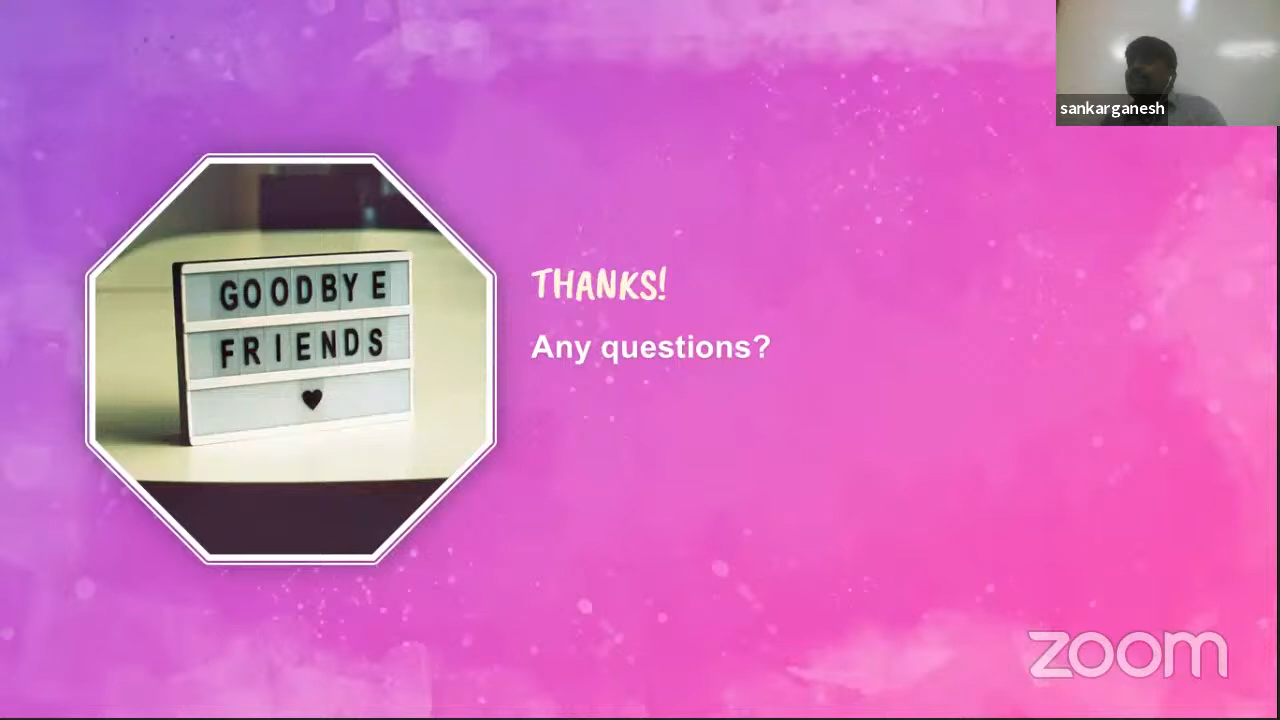 sankarganesh
GOODBYE
FRIENDS
THANKS!
Any questions?
zoom